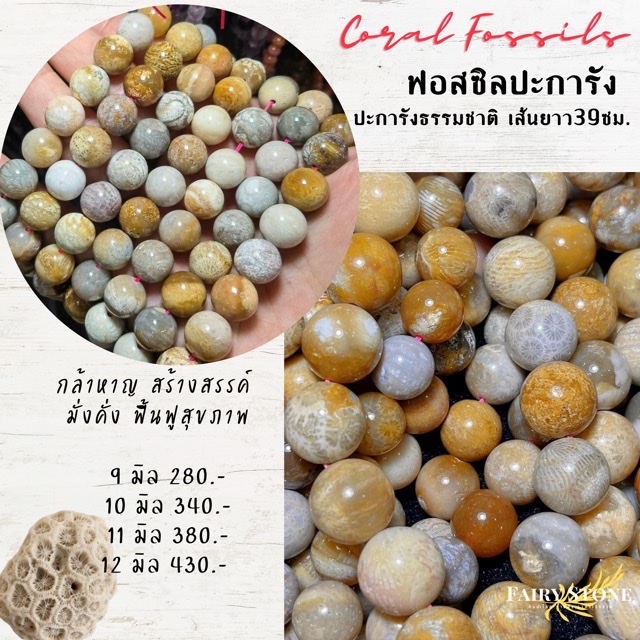 Coral Fossils
ฟอสซิลปะการัง
ปะการังธรรมชาติ เส้นยาว39ซม.
กล้าหาญ สร้างสรรค์
มั่งคั่ง ฟื้นฟูสุขภาพ
9 มิล 280.-
10 มิล 340.-
11 มิล 380.-
12 มิล 430.-
FAIRY STONE